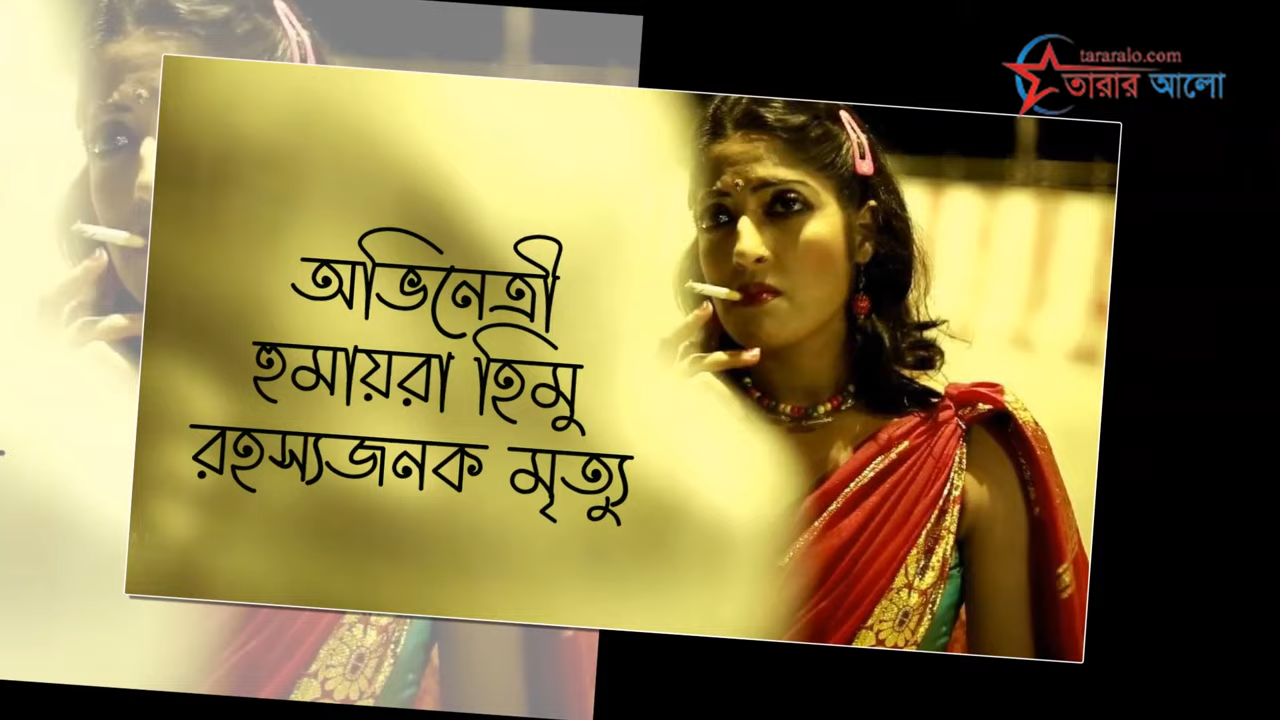 tararalo.com
তারার আলো
অভিনেত্রী
হুমায়রা হিমু
রহস্যজনক মৃত্যু